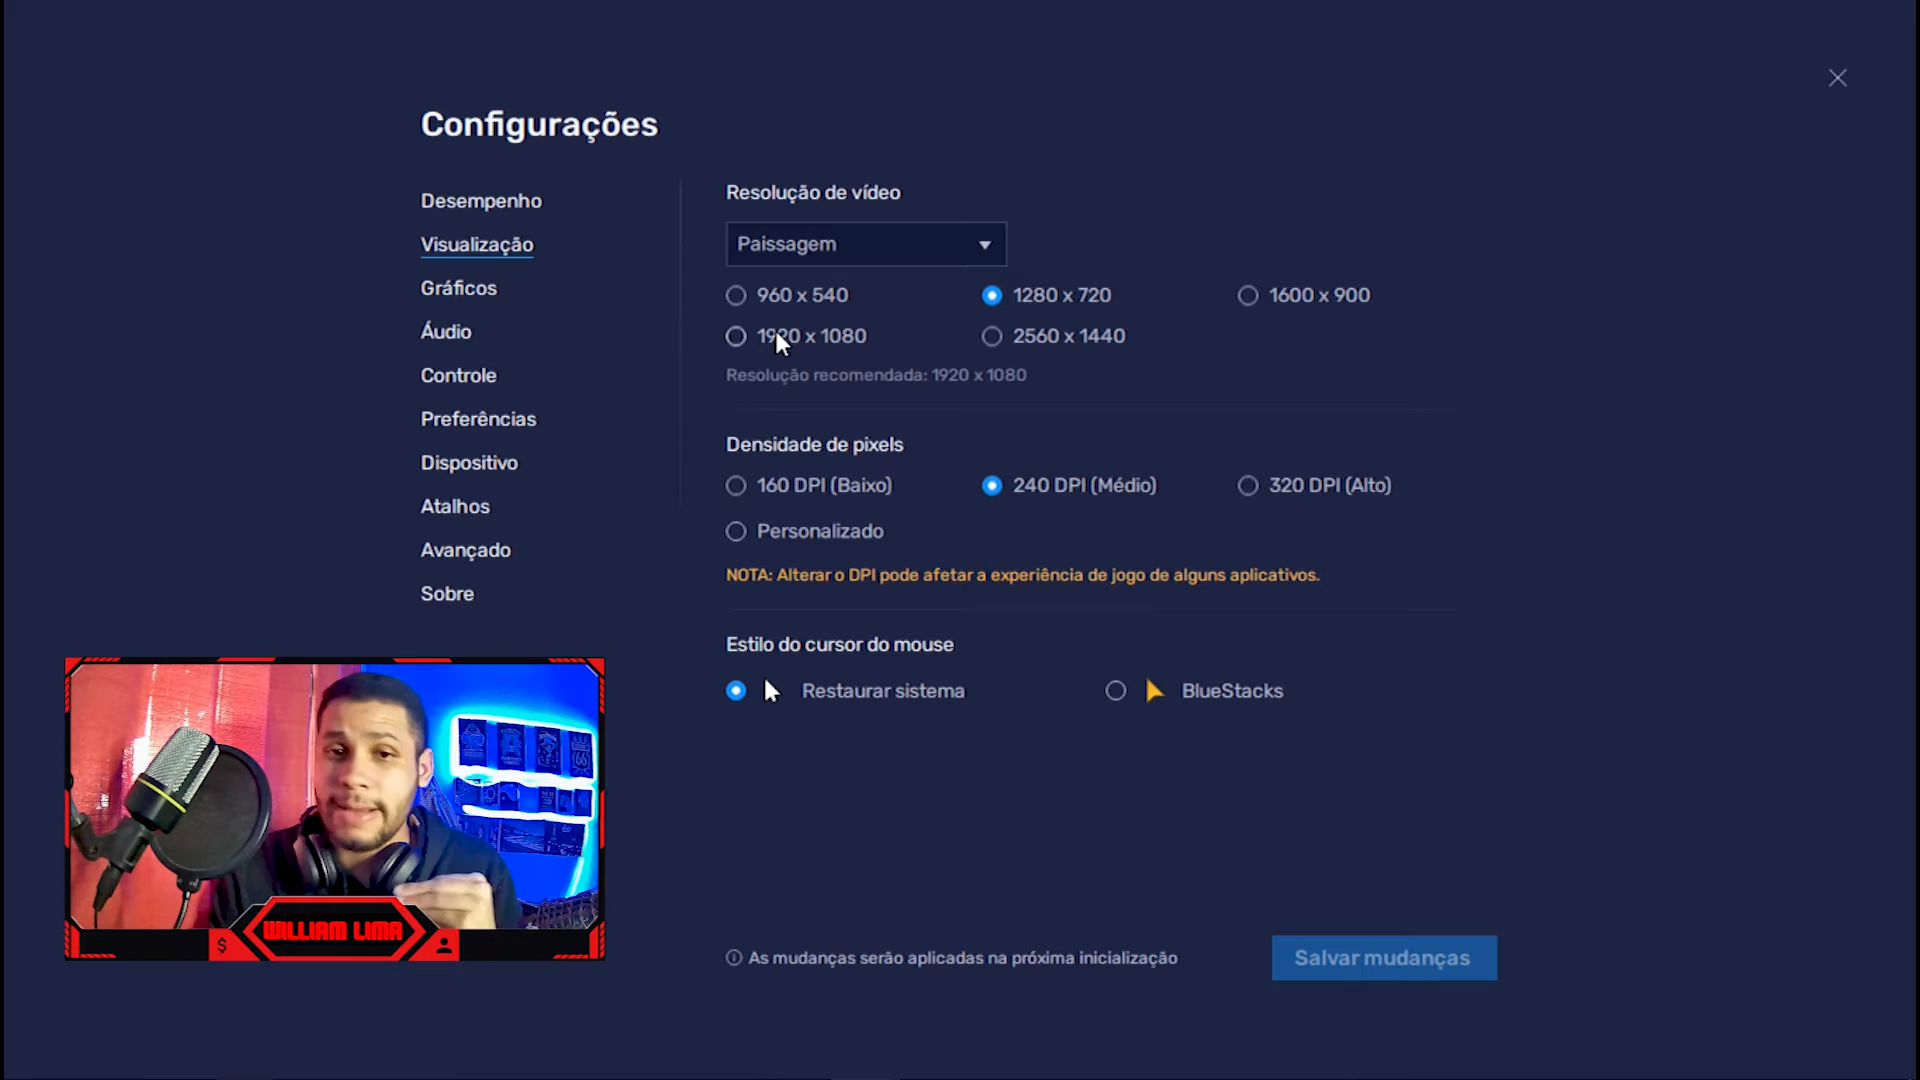 Configurações
Desempenho
Visualização
Gráficos
Áudio
Controle
Preferências
Dispositivo
Atalhos
Avançado
Sobre
Resolução de vídeo
Paissagem
960 x 540
1280 x 720
1600 x 900
1920 x 1080
2560 x 1440
Resolução recomendada: 1920 x 1080
Densidade de pixels
160 DPI (Baixo)
240 DPI (Médio)
320 DPI (Alto)
Personalizado
NOTA: Alterar o DPI pode afetar a experiência de jogo de alguns aplicativos.
Estilo do cursor do mouse
Restaurar sistema
BlueStacks
As mudanças serão aplicadas na próxima inicialização
Salvar mudanças
66
$
WILLIAM LIMA